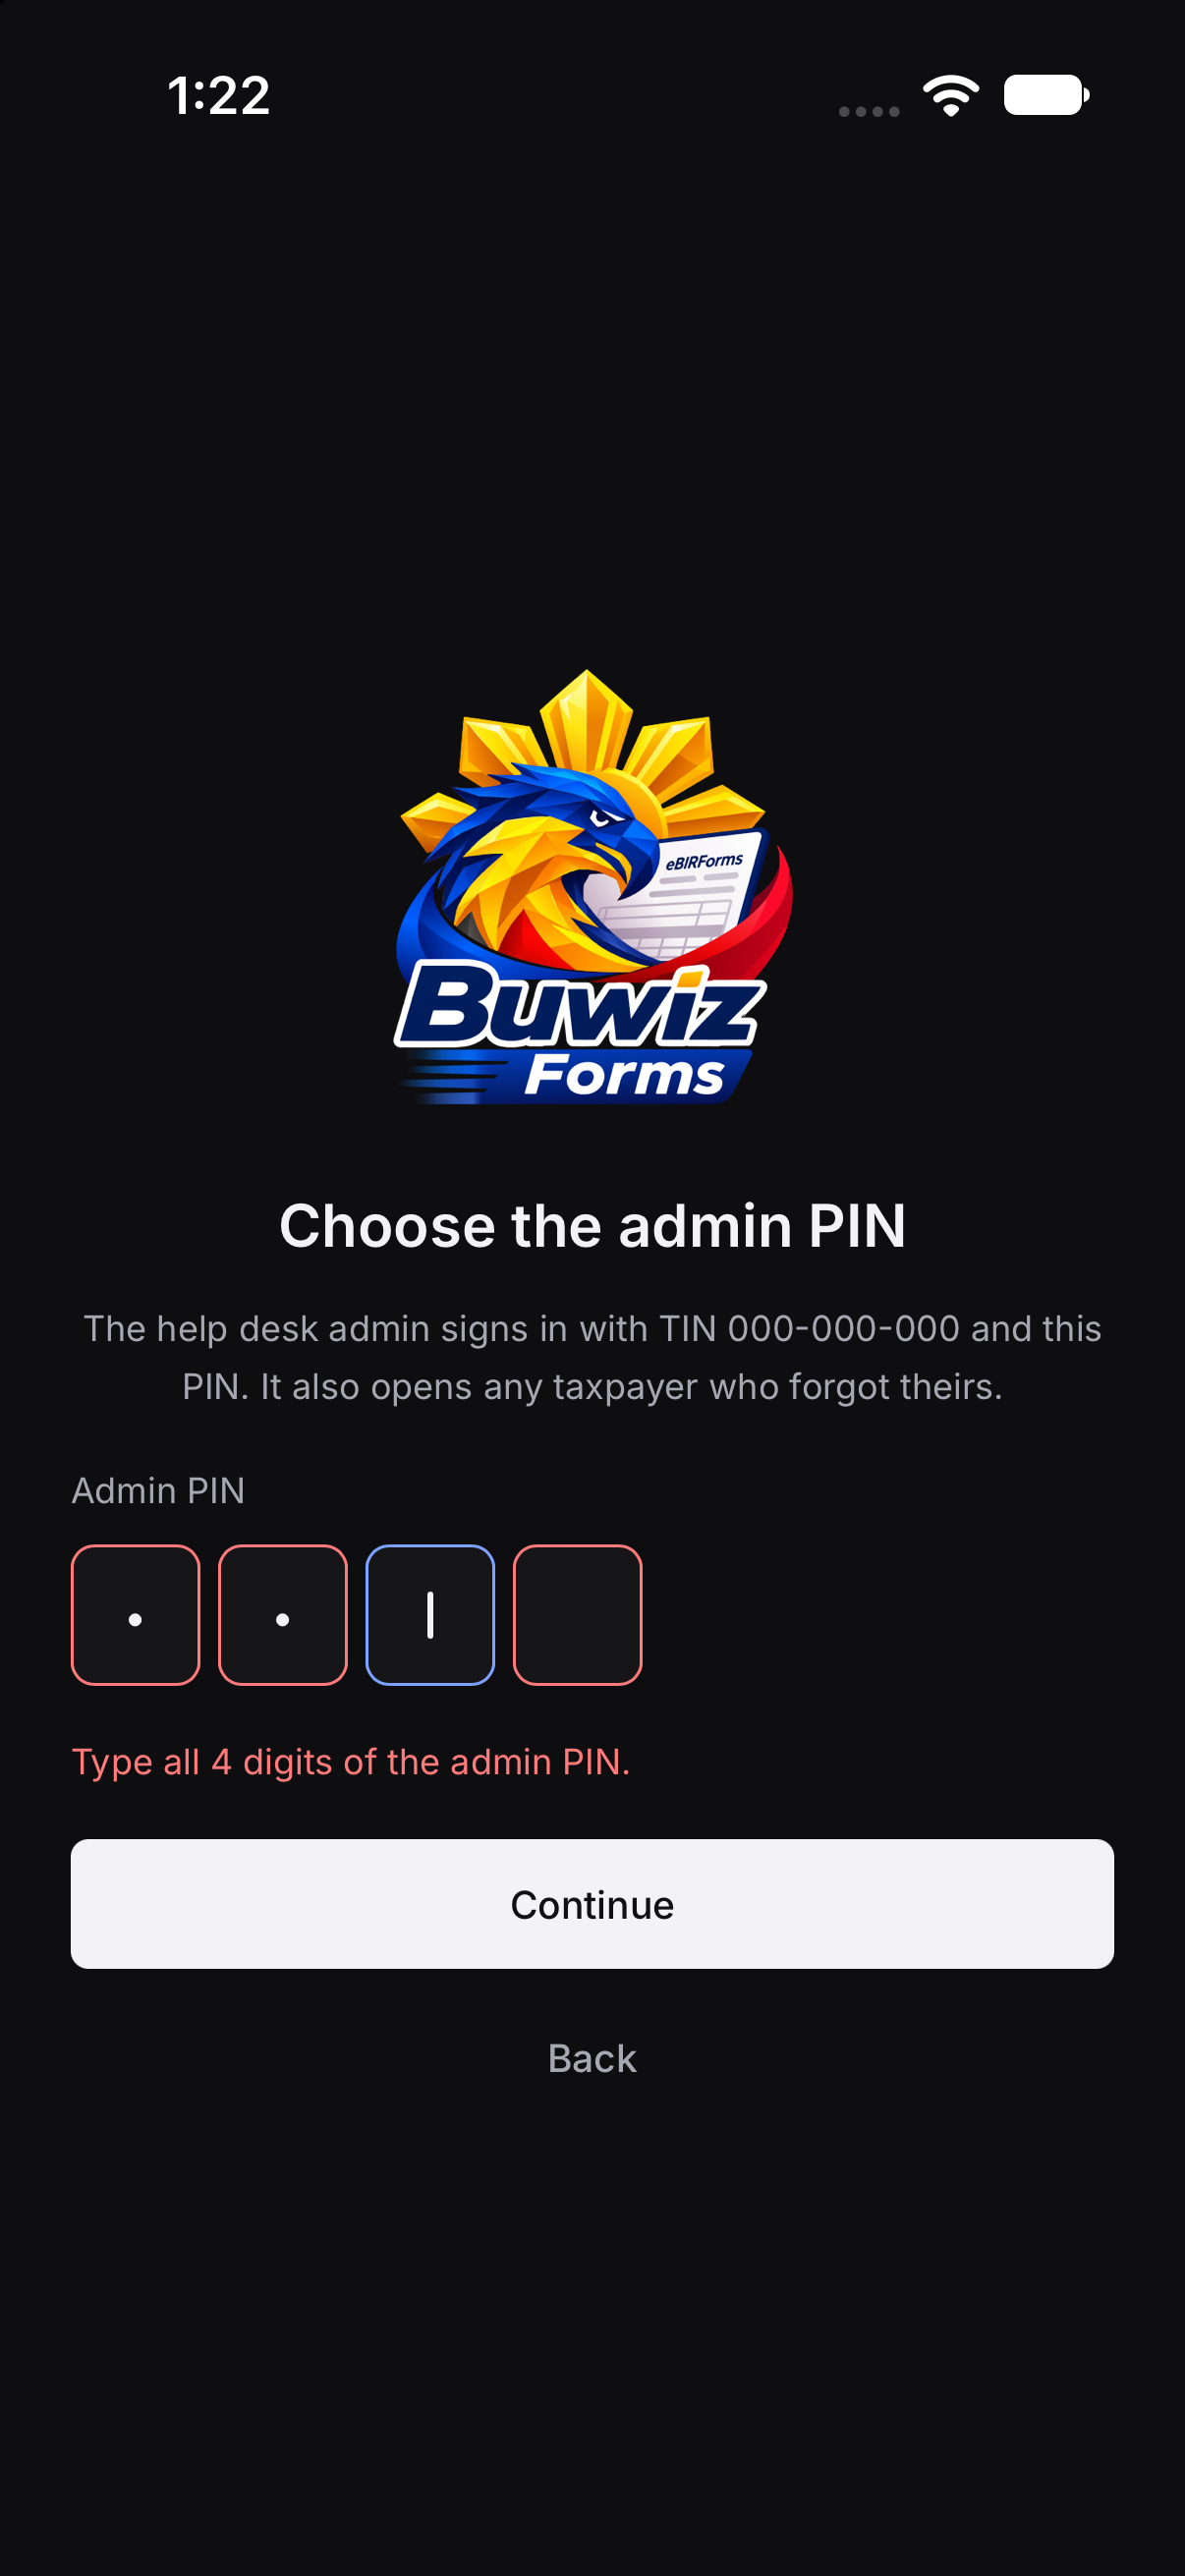 1:22
eBIRForms
Buwiz
Forms
Choose the admin PIN
The help desk admin signs in with TIN 000-000-000 and this
PIN. It also opens any taxpayer who forgot theirs.
Admin PIN
Type all 4 digits of the admin PIN.
Continue
Back